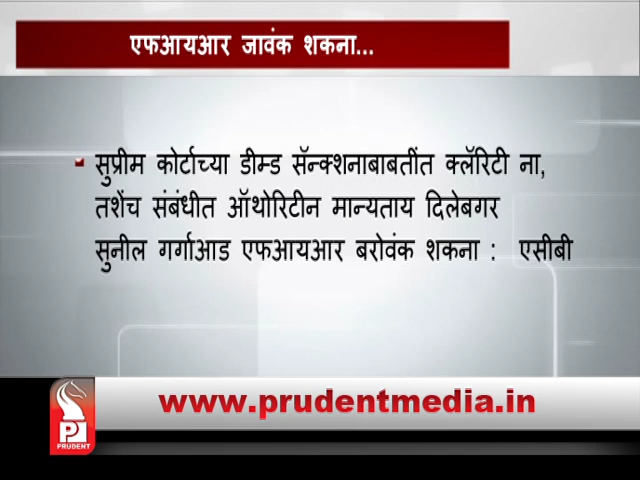 एफआयआर जावंक शकना...
सुप्रीम कोर्टाच्या डीम्ड सॅन्क्शनाबाबतींत क्लॅरिटी ना,
तशेंच संबंधीत ऑथोरिटीन मान्यताय दिलेबगर
सुनील गर्गाआड एफआयआर बरोवंक शकना : एसीबी
www.prudentmedia.in
PRUDENT